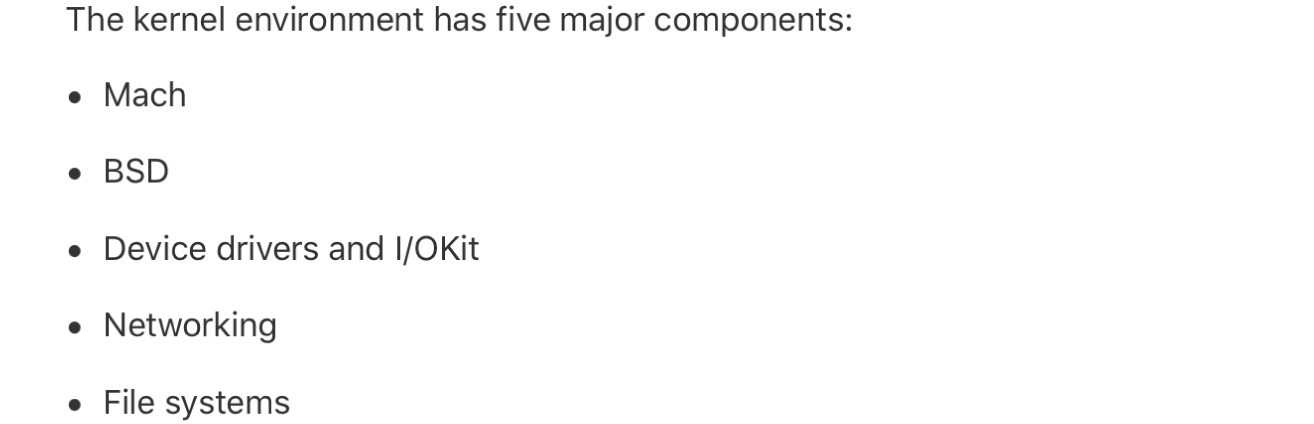 The kernel environment has five major components:
• Mach
• BSD
• Device drivers and I/OKit
• Networking
• File systems